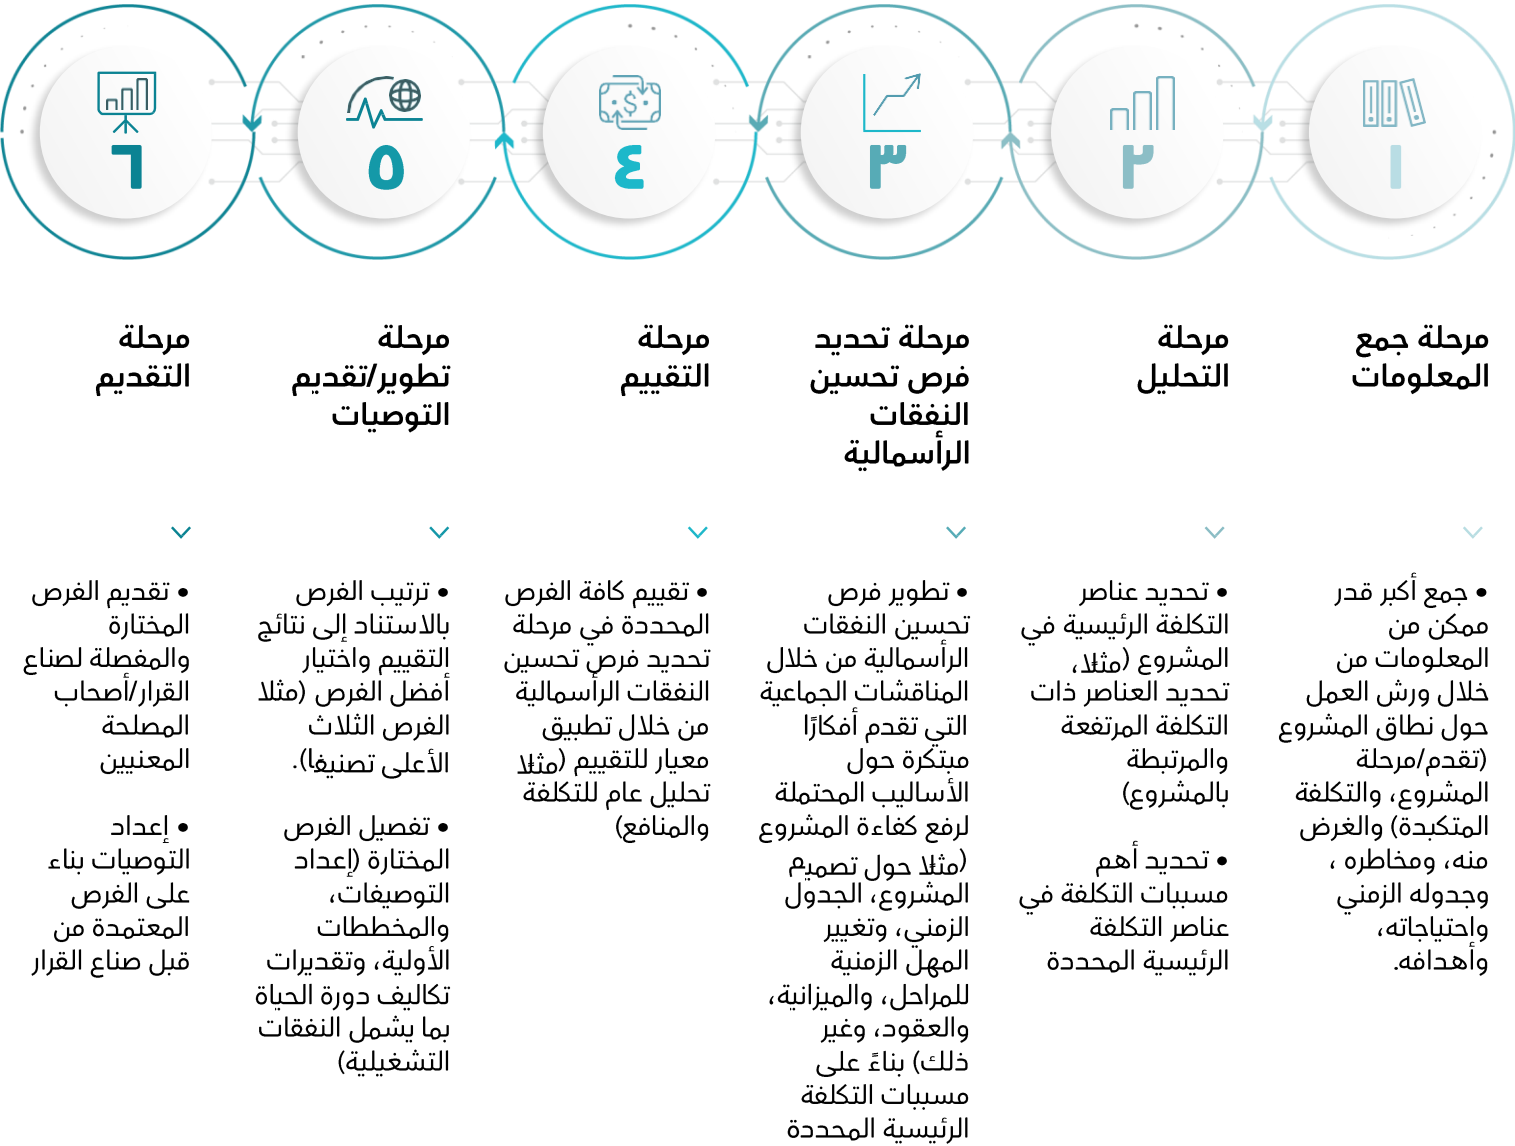 ١
٢
٣
٤
٥
٦
مرحلة جمع
المعلومات
مرحلة
التحليل
مرحلة تحديد
فرص تحسين
النفقات
الرأسمالية
مرحلة
التقييم
مرحلة
تطوير/تقديم
التوصيات
مرحلة
التقديم
• جمع أكبر قدر
ممكن من
المعلومات من
خلال ورش العمل
حول نطاق المشروع
(تقدم/مرحلة
المشروع، والتكلفة
المتكبدة) والغرض
منه، ومخاطره ،
وجدوله الزمني
واحتياجاته،
وأهدافه.
• تحديد عناصر
التكلفة الرئيسية في
المشروع (مثلًا،
تحديد العناصر ذات
التكلفة المرتفعة
والمرتبطة
بالمشروع)
• تحديد أهم
مسببات التكلفة في
عناصر التكلفة
الرئيسية المحددة
• تطوير فرص
تحسين النفقات
الرأسمالية من خلال
المناقشات الجماعية
التي تقدم أفكارًا
مبتكرة حول
الأساليب المحتملة
لرفع كفاءة المشروع
(مثلًا حول تصميم
المشروع، الجدول
الزمني، وتغيير
المهل الزمنية
للمراحل، والميزانية،
والعقود، وغير
ذلك) بناءً على
مسببات التكلفة
الرئيسية المحددة
• تقييم كافة الفرص
المحددة في مرحلة
تحديد فرص تحسين
النفقات الرأسمالية
من خلال تطبيق
معيار للتقييم (مثلًا
تحليل عام للتكلفة
والمنافع)
• ترتيب الفرص
بالاستناد إلى نتائج
التقييم واختيار
أفضل الفرص (مثلا
الفرص الثلاث
الأعلى تصنيفا).
• تفصيل الفرص
المختارة (إعداد
التوصيفات،
والمخططات
الأولية، وتقديرات
تكاليف دورة الحياة
بما يشمل النفقات
التشغيلية)
• تقديم الفرص
المختارة
والمفصلة لصناع
القرار/أصحاب
المصلحة
المعنيين
• إعداد
التوصيات بناء
على الفرص
المعتمدة من
قبل صناع القرار